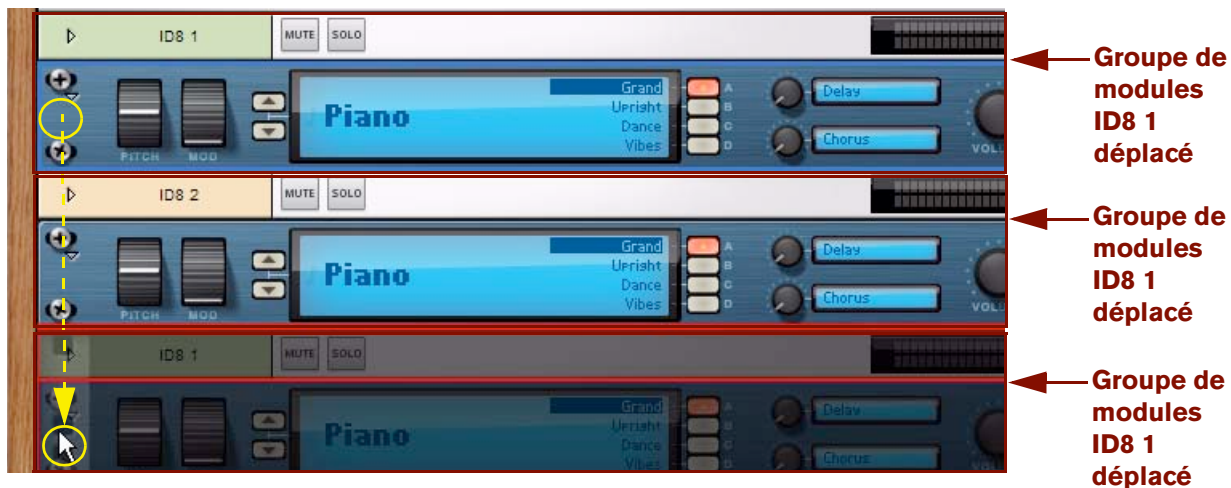 ID8 1 MUTE SOLO
Grand A
Upright B
Dance C
Vibes D
Piano
Delay
Chorus
PITCH MOD
Groupe de
modules
ID8 1
déplacé
ID8 2 MUTE SOLO
Grand A
Upright B
Dance C
Vibes D
Piano
Delay
Chorus
PITCH MOD
Groupe de
modules
ID8 1
déplacé
ID8 1 MUTE SOLO
Grand A
Upright B
Dance C
Vibes D
Piano
Delay
Chorus
Groupe de
modules
ID8 1
déplacé